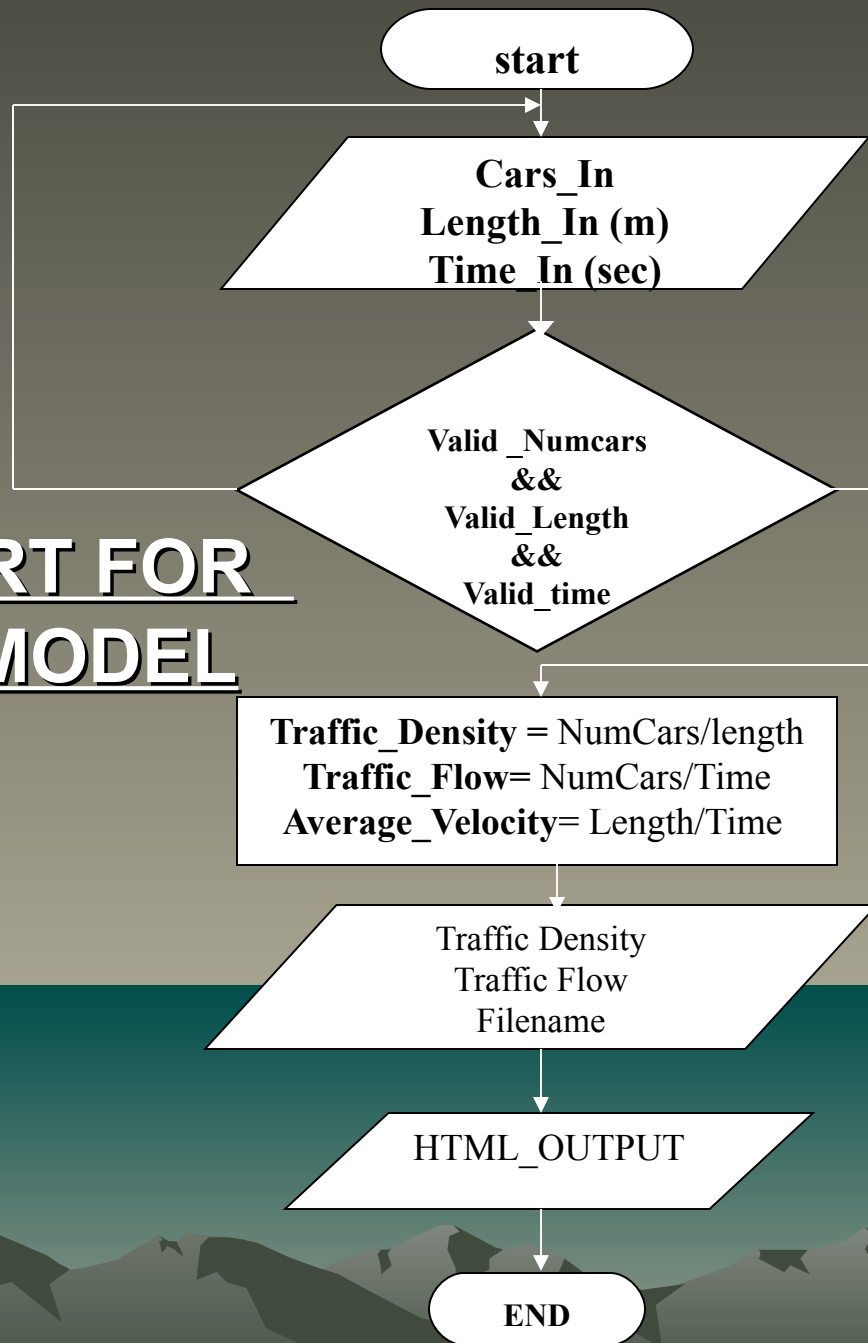 start
Cars_In
Length_In (m)
Time_In (sec)
Valid _Numcars
&&
Valid_Length
&&
Valid_time
RT FOR
MODEL
Traffic_Density = NumCars/length
Traffic_Flow= NumCars/Time
Average_Velocity= Length/Time
Traffic Density
Traffic Flow
Filename
HTML_OUTPUT
END